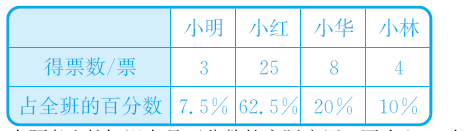 小明 小红 小华 小林
得票数/票 3 25 8 4
占全班的百分数 7.5% 62.5% 20% 10%